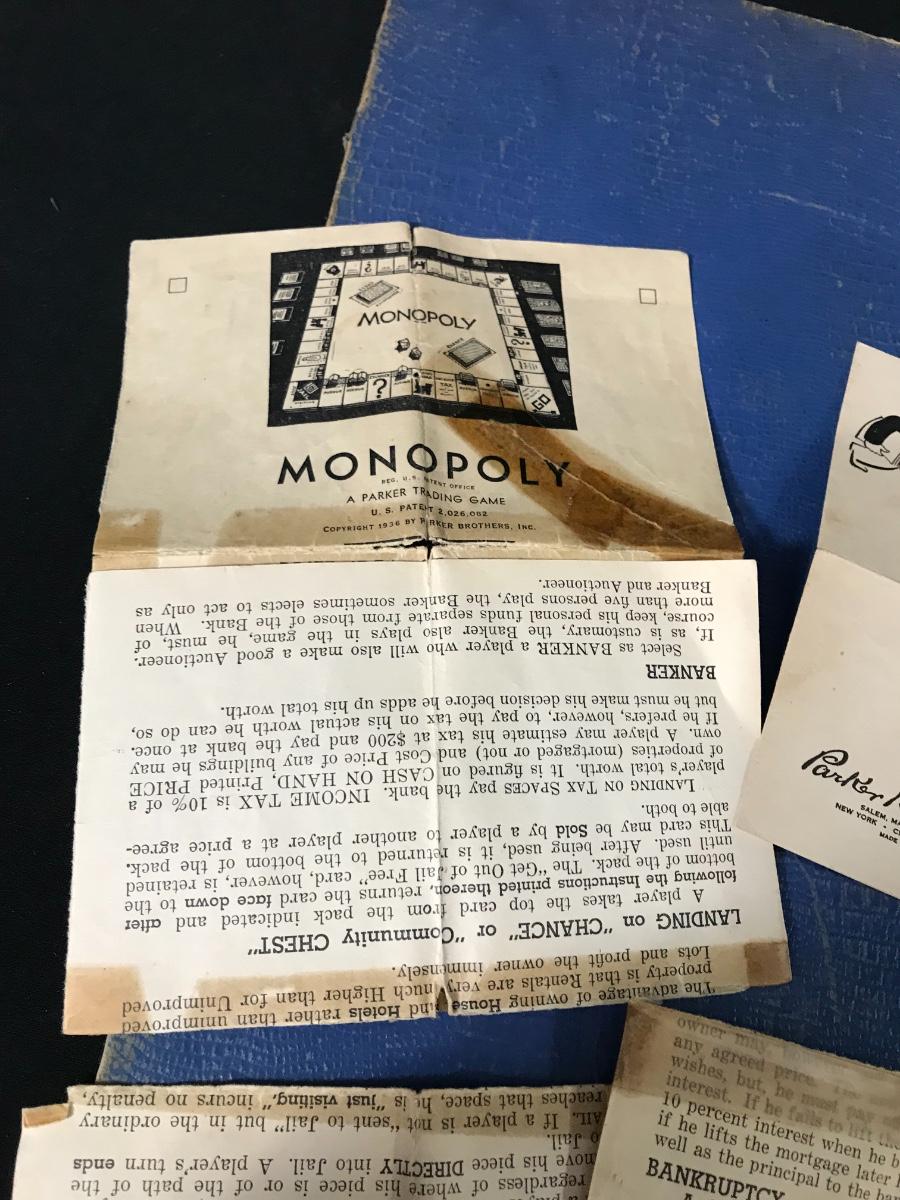 MONOPOLY
?
TAX
GO
MONOPOLY
REG. U.S. PATENT OFFICE
A PARKER TRADING GAME
U. S. PATENT 2,026,082
COPYRIGHT 1936 BY PARKER BROTHERS, INC.
The advantage of owning Houses and Hotels rather than unimproved
property is that Rentals are very much Higher than for Unimproved
Lots and profit the owner immensely.
LANDING on "CHANCE" or "Community CHEST"
A player takes the top card from the pack indicated and after
following the Instructions printed thereon, returns the card face down to the
bottom of the pack. The "Get Out of Jail Free" card, however, is retained
until used. After being used, it is returned to the bottom of the pack.
This card may be Sold by a player to another player at a price agree-
able to both.
LANDING ON TAX SPACES pay the bank. INCOME TAX is 10% of a
player's total worth. It is figured on CASH ON HAND, Printed PRICE
of properties (mortgaged or not) and Cost Price of any buildings he may
own. A player may estimate his tax at $200 and pay the bank at once.
If he prefers, however, to pay the tax on his actual worth he can do so,
but he must make his decision before he adds up his total worth.
BANKER
Select as BANKER a player who will also make a good Auctioneer.
If, as is customary, the Banker also plays in the game, he must, of
course, keep his personal funds separate from those of the Bank. When
more than five persons play, the Banker sometimes elects to act only as
Banker and Auctioneer.
Parker
SALEM, MA
NEW YORK • C
MADE
regardless of where his piece is or of the path of the
move his piece DIRECTLY into Jail. A player's turn ends
o Jail.
AIL. If a player is not "sent to Jail" but in the ordinary
reaches that space, he is "just visiting," incurs no penalty,
owner may,
any agreed price.
wishes, but, he must pay
interest. If he fails to lift the
10 percent interest when he b
if he lifts the mortgage later
well as the principal to the ba
BANKRUPTCY